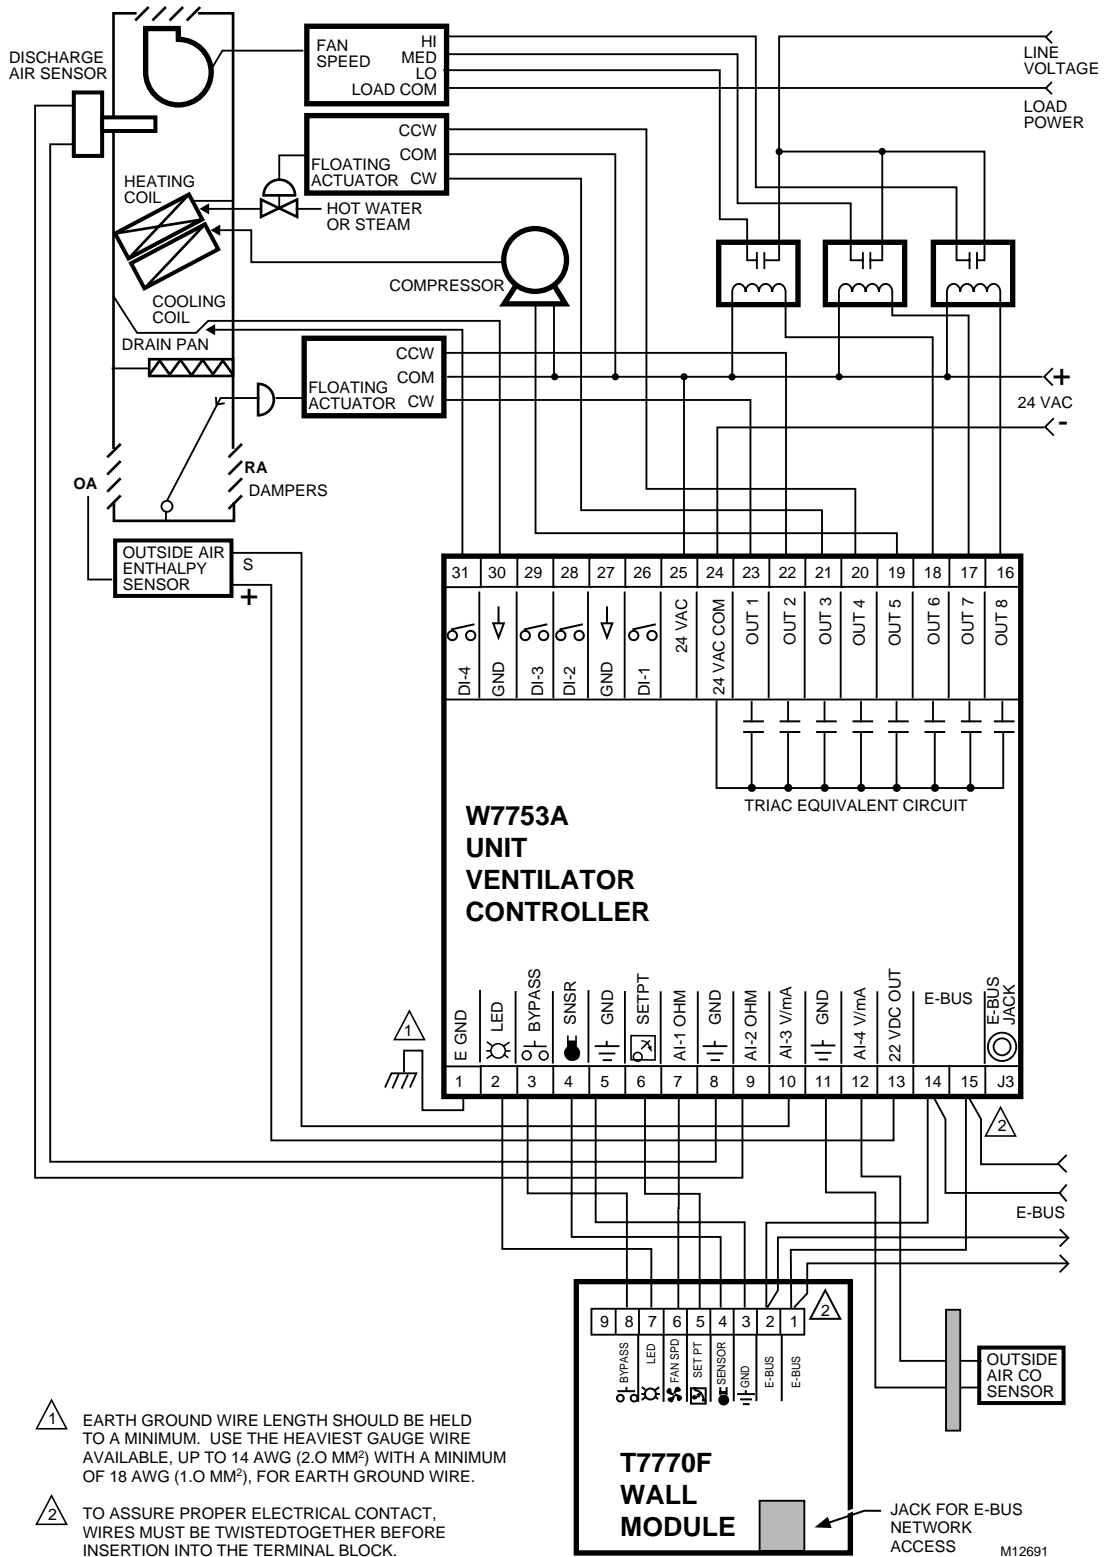 DISCHARGE
AIR SENSOR
FAN
SPEED
HI
MED
LO
LOAD COM
LINE
VOLTAGE
LOAD
POWER
CCW
COM
CW
FLOATING
ACTUATOR
HEATING
COIL
HOT WATER
OR STEAM
COMPRESSOR
COOLING
COIL
DRAIN PAN
CCW
COM
CW
FLOATING
ACTUATOR
+
24 VAC
-
OA
RA
DAMPERS
OUTSIDE AIR
ENTHALPY
SENSOR
S
+
31 30 29 28 27 26 25 24 23 22 21 20 19 18 17 16
DI-4
GND
DI-3
DI-2
GND
DI-1
24 VAC
24 VAC COM
OUT 1
OUT 2
OUT 3
OUT 4
OUT 5
OUT 6
OUT 7
OUT 8
TRIAC EQUIVALENT CIRCUIT
W7753A
UNIT
VENTILATOR
CONTROLLER
1
E GND
LED
BYPASS
SNSR
GND
SETPT
AI-1 OHM
GND
AI-2 OHM
AI-3 V/mA
GND
AI-4 V/mA
22 VDC OUT
E-BUS
E-BUS
JACK
1 2 3 4 5 6 7 8 9 10 11 12 13 14 15 J3
2
E-BUS
9 8 7 6 5 4 3 2 1
2
BYPASS
LED
FAN SPD
SET PT
SENSOR
GND
E-BUS
E-BUS
OUTSIDE
AIR CO
SENSOR
T7770F
WALL
MODULE
JACK FOR E-BUS
NETWORK
ACCESS
1 EARTH GROUND WIRE LENGTH SHOULD BE HELD
TO A MINIMUM. USE THE HEAVIEST GAUGE WIRE
AVAILABLE, UP TO 14 AWG (2.O MM²) WITH A MINIMUM
OF 18 AWG (1.O MM²), FOR EARTH GROUND WIRE.
2 TO ASSURE PROPER ELECTRICAL CONTACT,
WIRES MUST BE TWISTEDTOGETHER BEFORE
INSERTION INTO THE TERMINAL BLOCK.
M12691